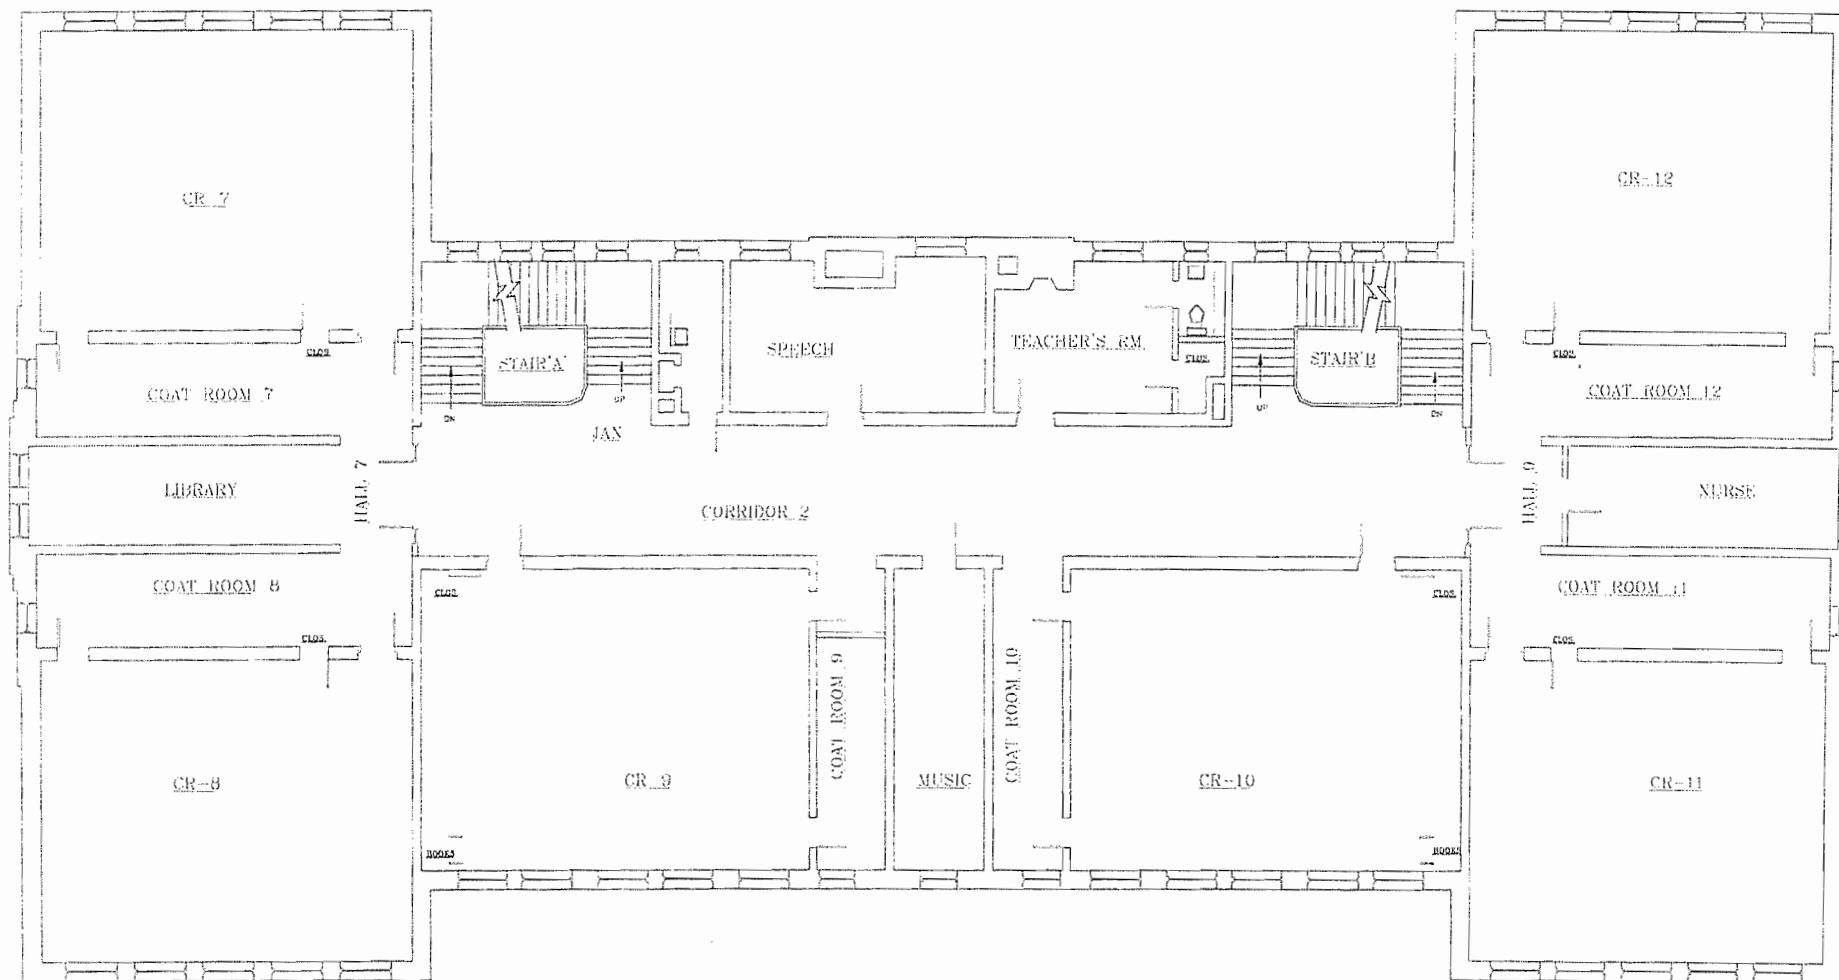 CR 7
CR-12
SPEECH
TEACHER'S RM
CLOS.
CLOS.
CLOS.
STAIR'A'
STAIR'B
COAT ROOM 7
COAT ROOM 12
DN
UP
UP
DN
JAN
LIBRARY
HALL 7
CORRIDOR 2
HALL 9
NURSE
COAT ROOM 8
COAT ROOM 11
CLOS.
CLOS.
CLOS.
CLOS.
COAT ROOM 9
COAT ROOM 10
CR-8
CR 9
MUSIC
CR-10
CR-11
BOOKS
BOOKS